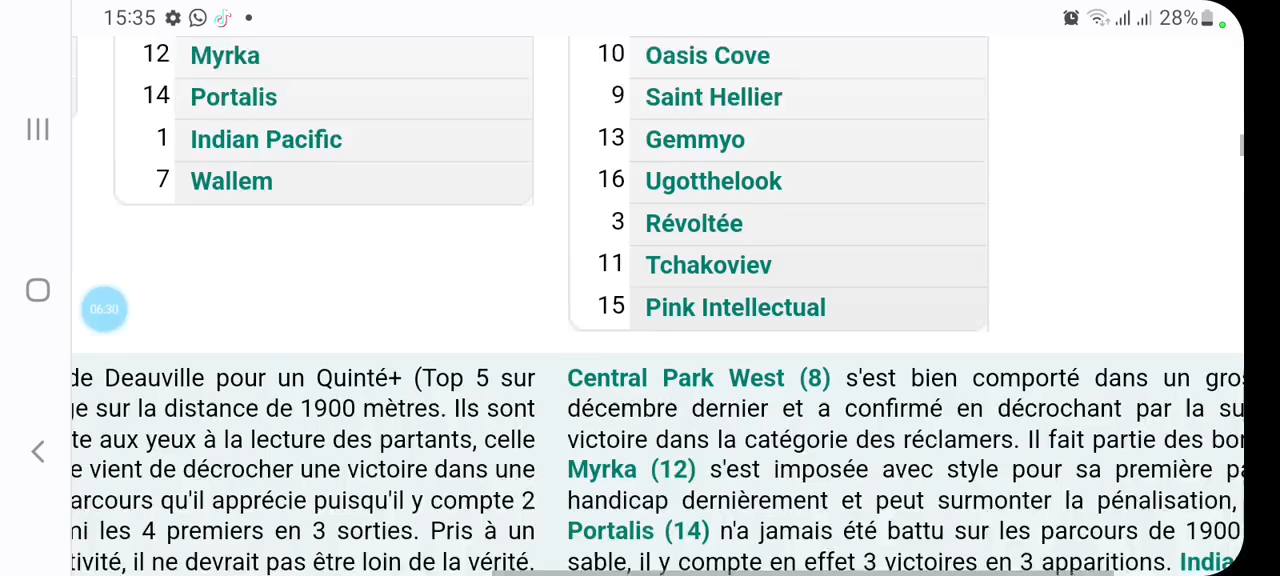 15:35
28%
12 Myrka
14 Portalis
1 Indian Pacific
7 Wallem
10 Oasis Cove
9 Saint Hellier
13 Gemmyo
16 Ugotthelook
3 Révoltée
11 Tchakoviev
15 Pink Intellectual
06:30
de Deauville pour un Quinté+ (Top 5 sur
ge sur la distance de 1900 mètres. Ils sont
te aux yeux à la lecture des partants, celle
e vient de décrocher une victoire dans une
arcours qu'il apprécie puisqu'il y compte 2
ni les 4 premiers en 3 sorties. Pris à un
tivité, il ne devrait pas être loin de la vérité.
Central Park West (8) s'est bien comporté dans un gros
décembre dernier et a confirmé en décrochant par la su
victoire dans la catégorie des réclamers. Il fait partie des bor
Myrka (12) s'est imposée avec style pour sa première pa
handicap dernièrement et peut surmonter la pénalisation,
Portalis (14) n'a jamais été battu sur les parcours de 1900
sable, il y compte en effet 3 victoires en 3 apparitions. India